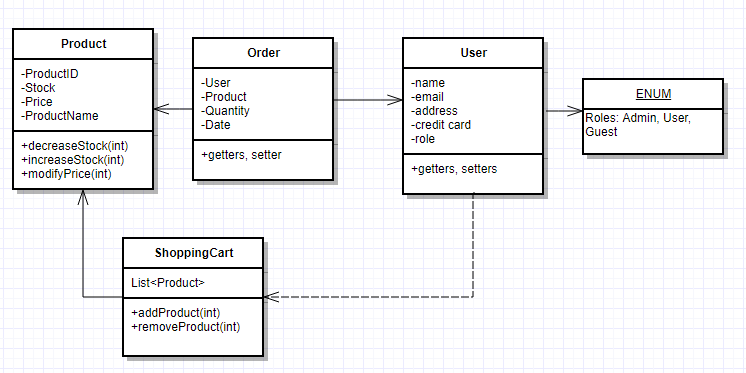 Product
-ProductID
-Stock
-Price
-ProductName
+decreaseStock(int)
+increaseStock(int)
+modifyPrice(int)
Order
-User
-Product
-Quantity
-Date
+getters, setter
User
-name
-email
-address
-credit card
-role
+getters, setters
ENUM
Roles: Admin, User,
Guest
ShoppingCart
List<Product>
+addProduct(int)
+removeProduct(int)